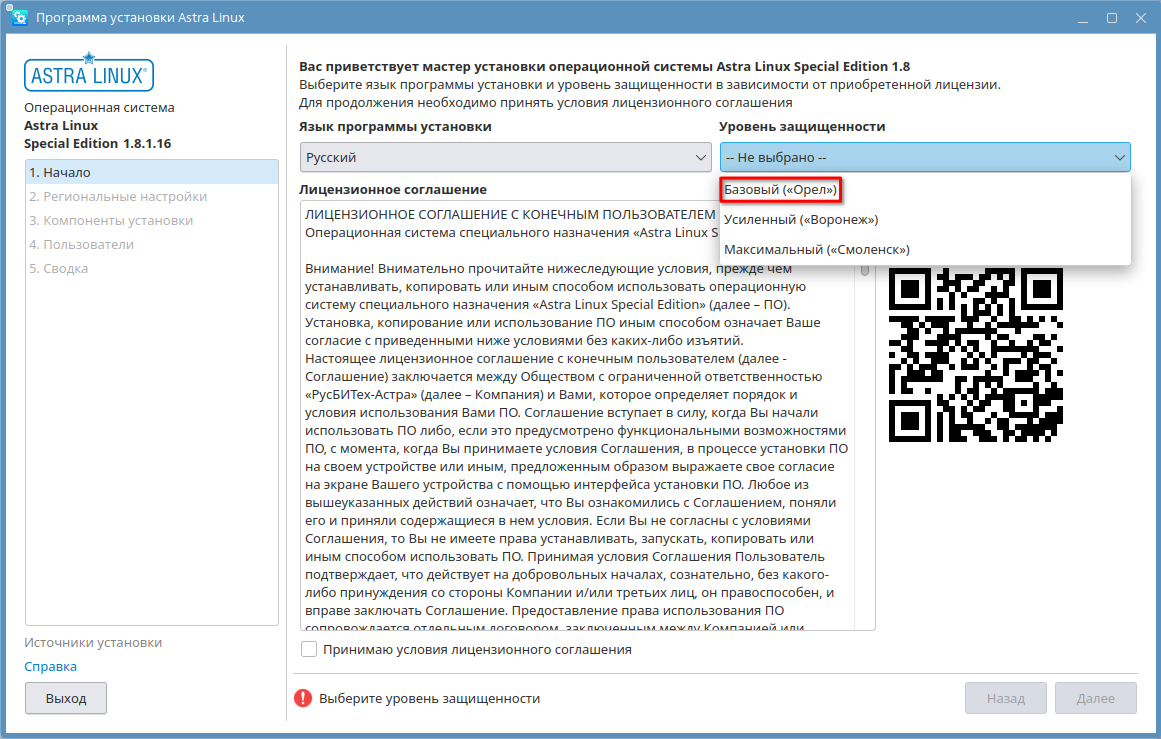 Программа установки Astra Linux
ASTRA LINUX®
Операционная система
Astra Linux
Special Edition 1.8.1.16
1. Начало
2. Региональные настройки
3. Компоненты установки
4. Пользователи
5. Сводка
Источники установки
Справка
Выход
Вас приветствует мастер установки операционной системы Astra Linux Special Edition 1.8
Выберите язык программы установки и уровень защищенности в зависимости от приобретенной лицензии.
Для продолжения необходимо принять условия лицензионного соглашения
Язык программы установки
Русский
Уровень защищенности
-- Не выбрано --
Базовый («Орел»)
Усиленный («Воронеж»)
Максимальный («Смоленск»)
Лицензионное соглашение
ЛИЦЕНЗИОННОЕ СОГЛАШЕНИЕ С КОНЕЧНЫМ ПОЛЬЗОВАТЕЛЕМ
Операционная система специального назначения «Astra Linux S
Внимание! Внимательно прочитайте нижеследующие условия, прежде чем
устанавливать, копировать или иным способом использовать операционную
систему специального назначения «Astra Linux Special Edition» (далее – ПО).
Установка, копирование или использование ПО иным способом означает Ваше
согласие с приведенными ниже условиями без каких-либо изъятий.
Настоящее лицензионное соглашение с конечным пользователем (далее -
Соглашение) заключается между Обществом с ограниченной ответственностью
«РусБИТех-Астра» (далее – Компания) и Вами, которое определяет порядок и
условия использования Вами ПО. Соглашение вступает в силу, когда Вы начали
использовать ПО либо, если это предусмотрено функциональными возможностями
ПО, с момента, когда Вы принимаете условия Соглашения, в процессе установки ПО
на своем устройстве или иным, предложенным образом выражаете свое согласие
на экране Вашего устройства с помощью интерфейса установки ПО. Любое из
вышеуказанных действий означает, что Вы ознакомились с Соглашением, поняли
его и приняли содержащиеся в нем условия. Если Вы не согласны с условиями
Соглашения, то Вы не имеете права устанавливать, запускать, копировать или
иным способом использовать ПО. Принимая условия Соглашения Пользователь
подтверждает, что действует на добровольных началах, сознательно, без какого-
либо принуждения со стороны Компании и/или третьих лиц, он правоспособен, и
вправе заключать Соглашение. Предоставление права использования ПО
сопровождается отдельным договором, заключенным между Компанией или
Принимаю условия лицензионного соглашения
Выберите уровень защищенности
Назад
Далее